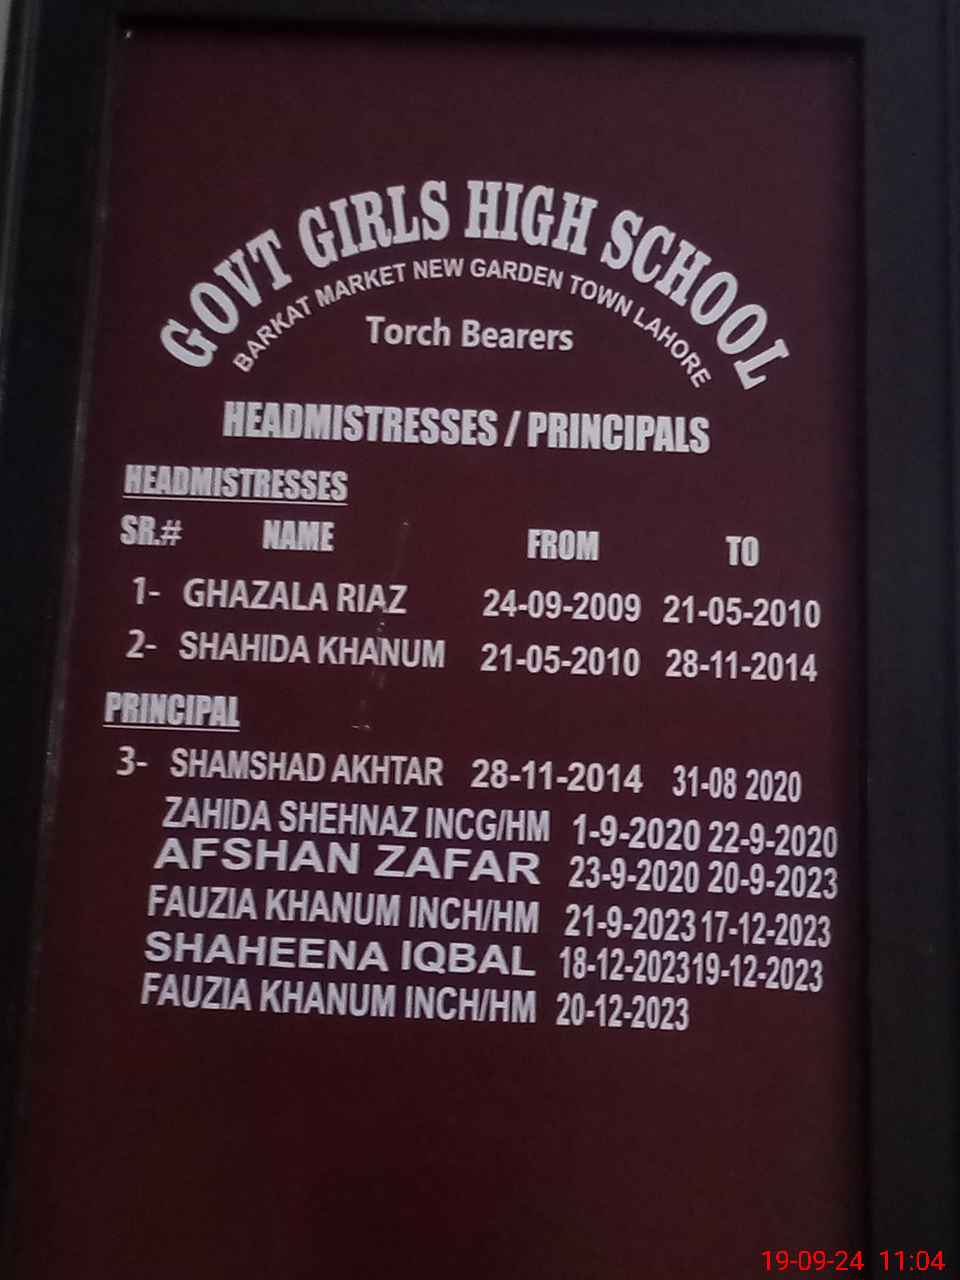 GOVT GIRLS HIGH SCHOOL
BARKAT MARKET NEW GARDEN TOWN LAHORE
Torch Bearers
HEADMISTRESSES / PRINCIPALS
HEADMISTRESSES
SR.# NAME FROM TO
1- GHAZALA RIAZ 24-09-2009 21-05-2010
2- SHAHIDA KHANUM 21-05-2010 28-11-2014
PRINCIPAL
3- SHAMSHAD AKHTAR 28-11-2014 31-08 2020
ZAHIDA SHEHNAZ INCG/HM 1-9-2020 22-9-2020
AFSHAN ZAFAR 23-9-2020 20-9-2023
FAUZIA KHANUM INCH/HM 21-9-2023 17-12-2023
SHAHEENA IQBAL 18-12-2023 19-12-2023
FAUZIA KHANUM INCH/HM 20-12-2023
19-09-24 11:04